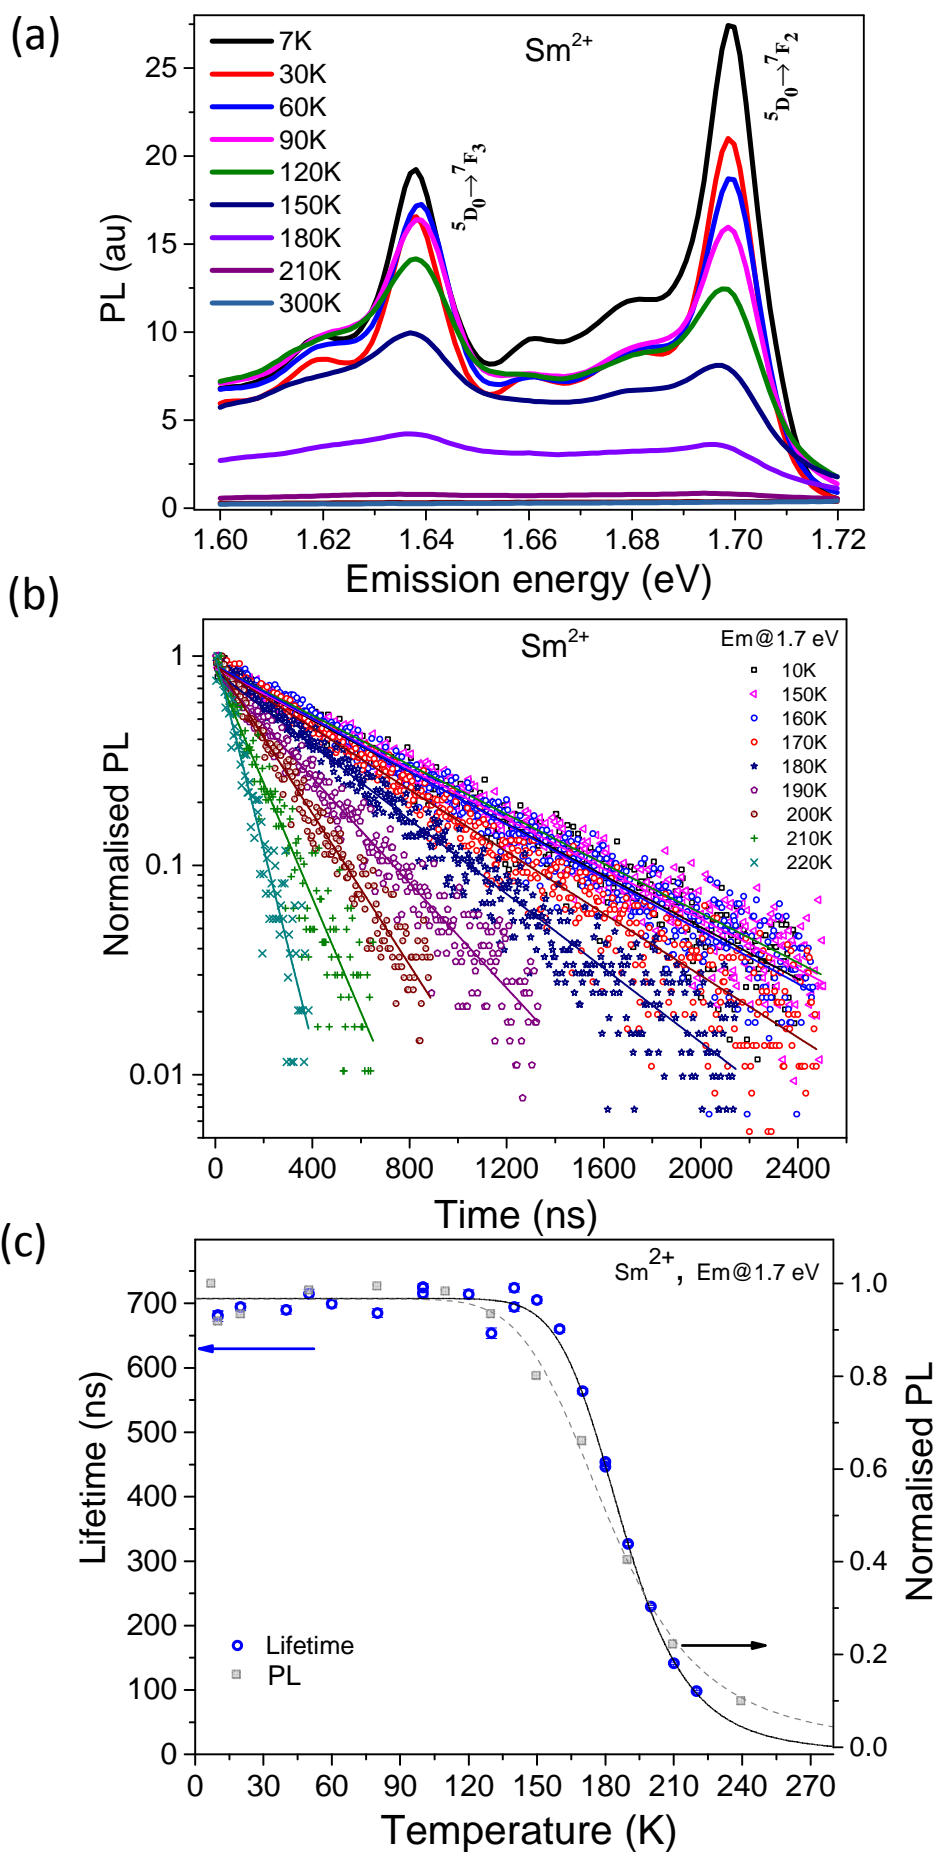 (a)
7K
30K
60K
90K
120K
150K
180K
210K
300K
Sm2+
5D0→7F3
5D0→7F2
PL (au)
25
20
15
10
5
0
1.60 1.62 1.64 1.66 1.68 1.70 1.72
Emission energy (eV)
(b)
Sm2+
Em@1.7 eV
10K
150K
160K
170K
180K
190K
200K
210K
220K
Normalised PL
1
0.1
0.01
0 400 800 1200 1600 2000 2400
Time (ns)
(c)
Sm2+, Em@1.7 eV
Lifetime (ns)
700
600
500
400
300
200
100
0
Lifetime
PL
Normalised PL
1.0
0.8
0.6
0.4
0.2
0.0
0 30 60 90 120 150 180 210 240 270
Temperature (K)